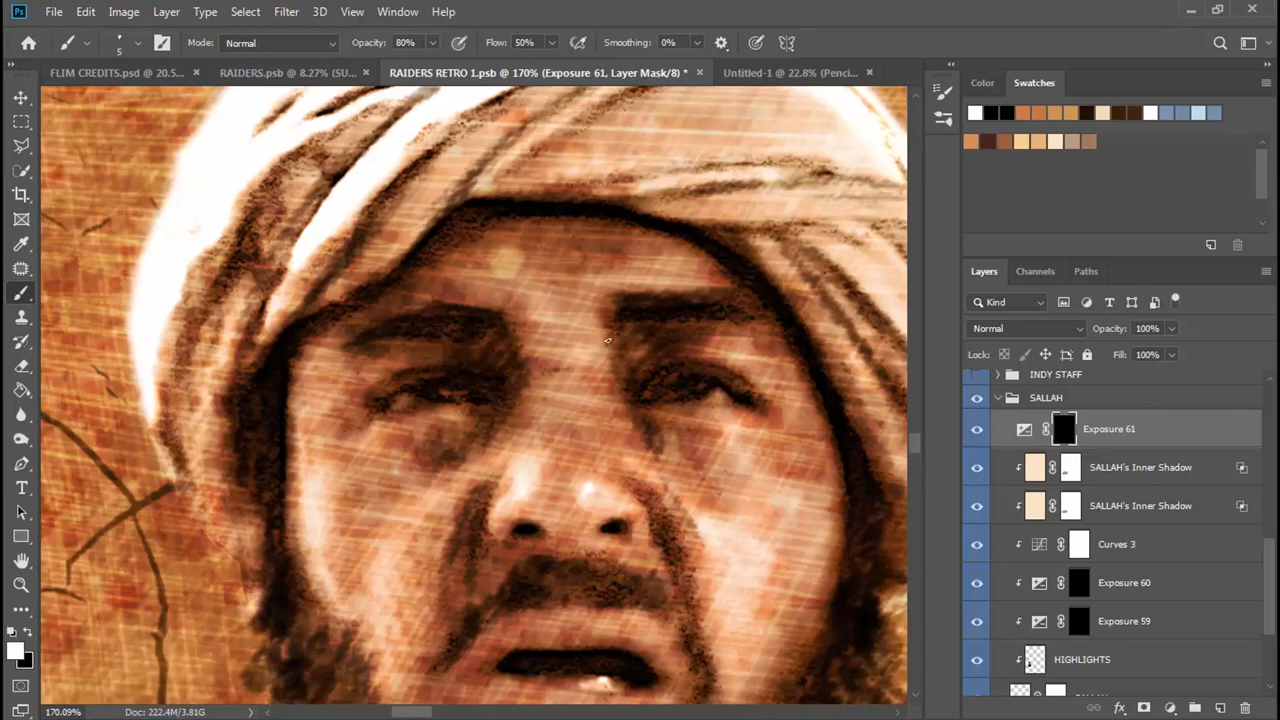 Ps File Edit Image Layer Type Select Filter 3D View Window Help
5 Mode: Normal Opacity: 80% Flow: 50% Smoothing: 0%
FLIM CREDITS.psd @ 20.5... × RAIDERS.psb @ 8.27% (SU... × RAIDERS RETRO 1.psb @ 170% (Exposure 61, Layer Mask/8) * × Untitled-1 @ 22.8% (Penci... ×
Color Swatches
Layers Channels Paths
Kind
Normal Opacity: 100%
Lock: Fill: 100%
INDY STAFF
SALLAH
Exposure 61
SALLAH's Inner Shadow
SALLAH's Inner Shadow
Curves 3
Exposure 60
Exposure 59
HIGHLIGHTS
170.09% Doc: 222.4M/3.81G
fx